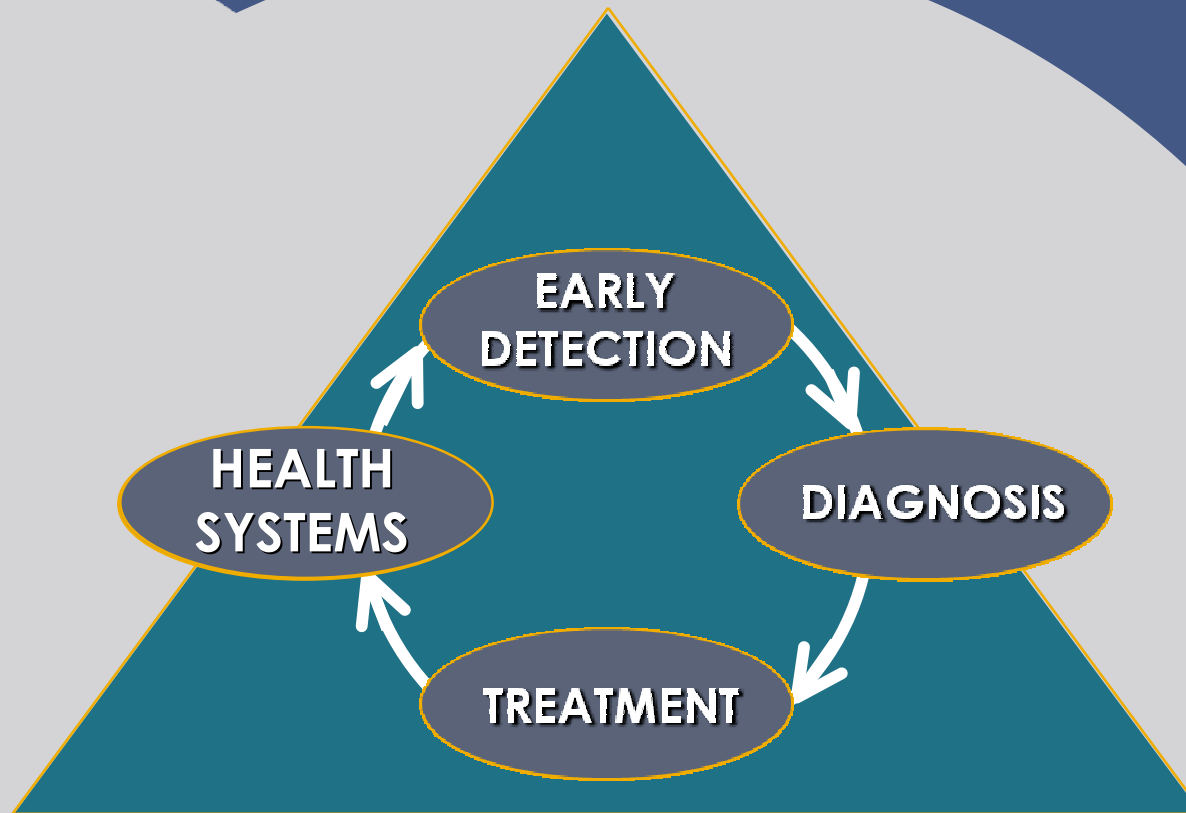 EARLY
DETECTION
HEALTH
SYSTEMS
DIAGNOSIS
TREATMENT